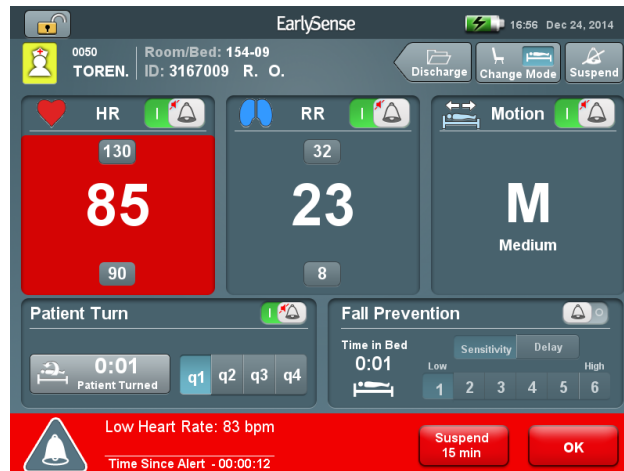 EarlySense
16:56 Dec 24, 2014
0050
TOREN.
Room/Bed: 154-09
ID: 3167009 R. O.
Discharge
Change Mode
Suspend
HR
I
130
85
90
RR
I
32
23
8
Motion
I
M
Medium
Patient Turn
I
0:01
Patient Turned
q1 q2 q3 q4
Fall Prevention
Time in Bed
0:01
Sensitivity Delay
Low High
1 2 3 4 5 6
Low Heart Rate: 83 bpm
Time Since Alert - 00:00:12
Suspend
15 min
OK